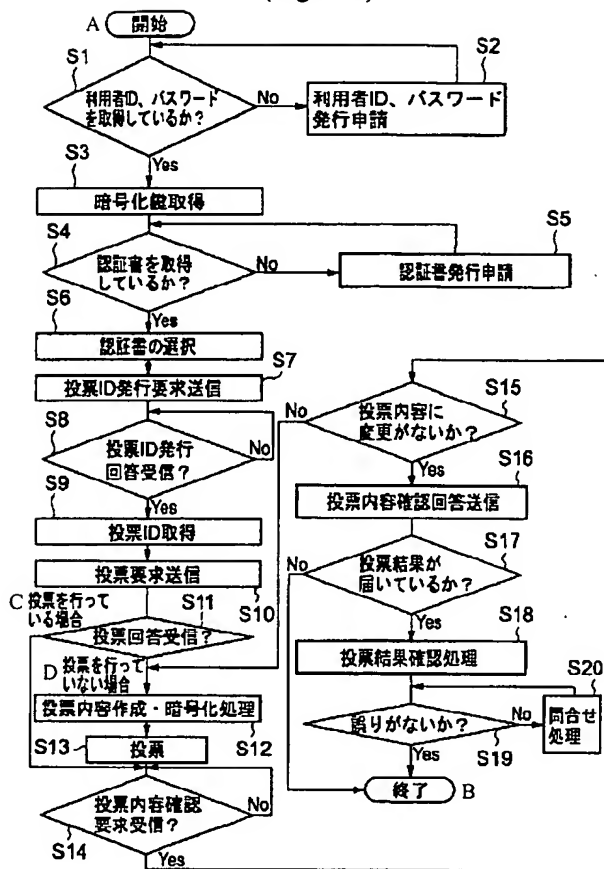 A 開始
S1
S2
利用者ID、パスワード
を取得しているか?
No
利用者ID、パスワード
発行申請
Yes
S3
暗号化鍵取得
S4
S5
認証書を取得
しているか?
No
認証書発行申請
S6
Yes
認証書の選択
S7
投票ID発行要求送信
S8
投票ID発行
回答受信?
No
S9
Yes
投票ID取得
投票要求送信
S10
C 投票を行って
いる場合
S11
投票回答受信?
D 投票を行って
いない場合
投票内容作成・暗号化処理
S12
S13
投票
投票内容確認
要求受信?
No
S14
Yes
S15
No
投票内容に
変更がないか?
Yes
S16
投票内容確認回答送信
S17
No
投票結果が
届いているか?
Yes
S18
投票結果確認処理
S20
誤りがないか?
No
問合せ
処理
S19
Yes
終了 B